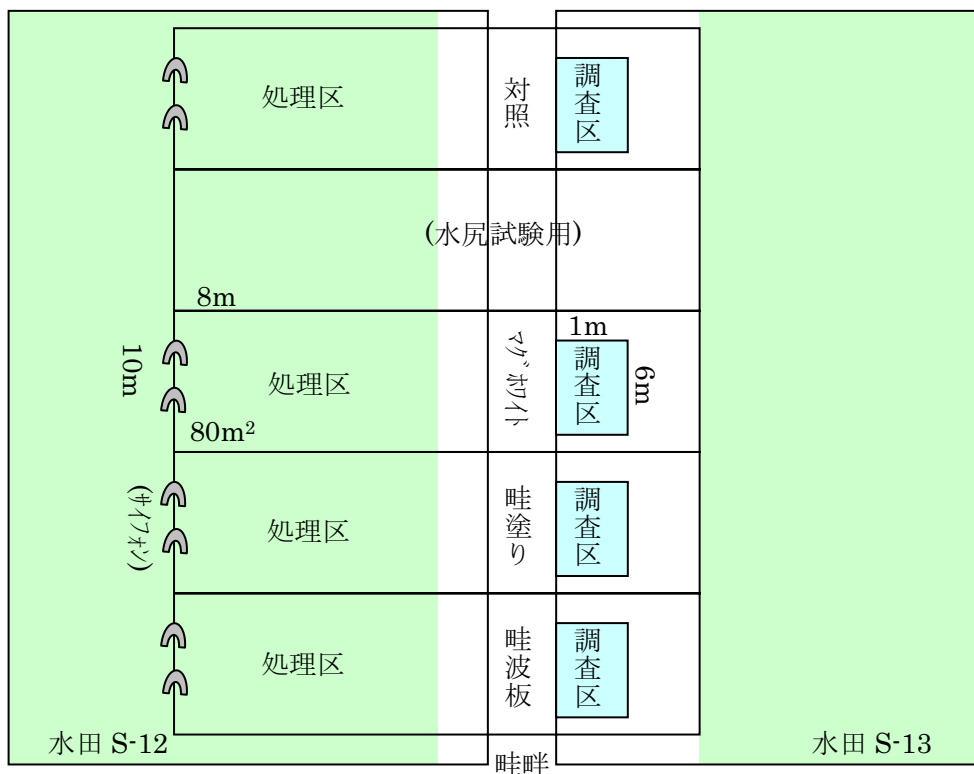 処理区
対照
調査区
(水尻試験用)
8m
10m
処理区
80m²
マグホワイト
1m
調査区
6m
(サイフォン)
処理区
畦塗り
調査区
処理区
畦波板
調査区
水田 S-12
畦畔
水田 S-13